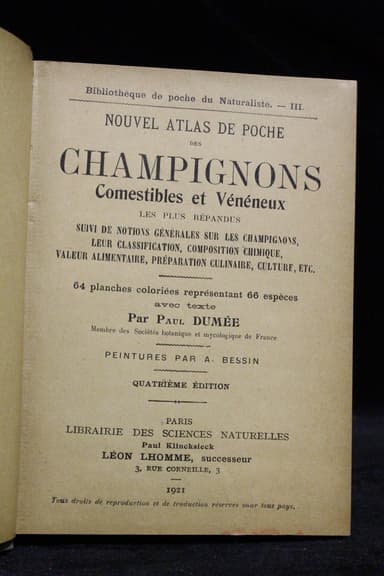 Bibliothèque de poche du Naturaliste. — III.
NOUVEL ATLAS DE POCHE
DES
CHAMPIGNONS
Comestibles et Vénéneux
LES PLUS RÉPANDUS
SUIVI DE NOTIONS GÉNÉRALES SUR LES CHAMPIGNONS,
LEUR CLASSIFICATION, COMPOSITION CHIMIQUE,
VALEUR ALIMENTAIRE, PRÉPARATION CULINAIRE, CULTURE, ETC.
64 planches coloriées représentant 66 espèces
avec texte
Par PAUL DUMÉE
Membre des Sociétés botanique et mycologique de France
PEINTURES PAR A. BESSIN
QUATRIÈME ÉDITION
PARIS
LIBRAIRIE DES SCIENCES NATURELLES
Paul Klincksieck
LÉON LHOMME, successeur
3, RUE CORNEILLE, 3
1921
Tous droits de reproduction et de traduction réservés pour tous pays.